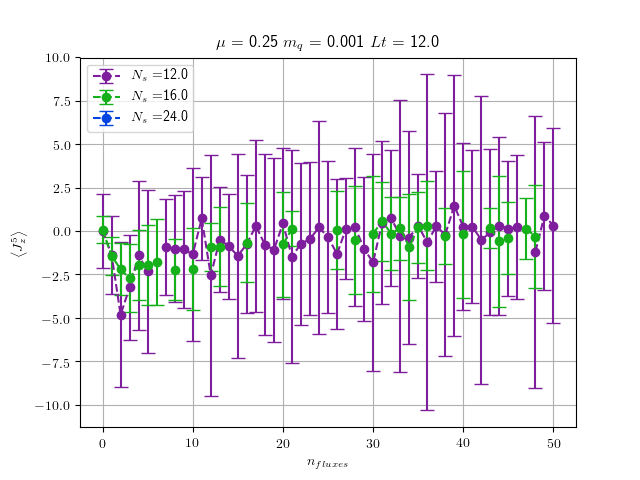 μ = 0.25 m_q = 0.001 Lt = 12.0
N_s =12.0
N_s =16.0
N_s =24.0
10.0
7.5
5.0
2.5
0.0
−2.5
−5.0
−7.5
−10.0
⟨J_z^5⟩
0 10 20 30 40 50
n_{fluxes}